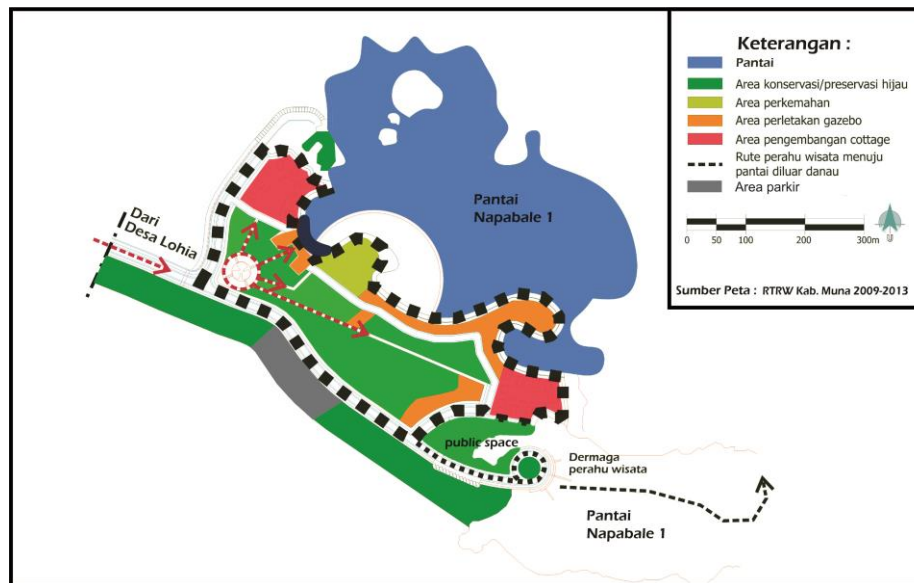 Keterangan :
Pantai
Area konservasi/preservasi hijau
Area perkemahan
Area perletakan gazebo
Area pengembangan cottage
Rute perahu wisata menuju
pantai diluar danau
Area parkir
0 50 100 200 300m
U
Sumber Peta : RTRW Kab. Muna 2009-2013
Pantai
Napabale 1
Dari
Desa Lohia
public space
Dermaga
perahu wisata
Pantai
Napabale 1